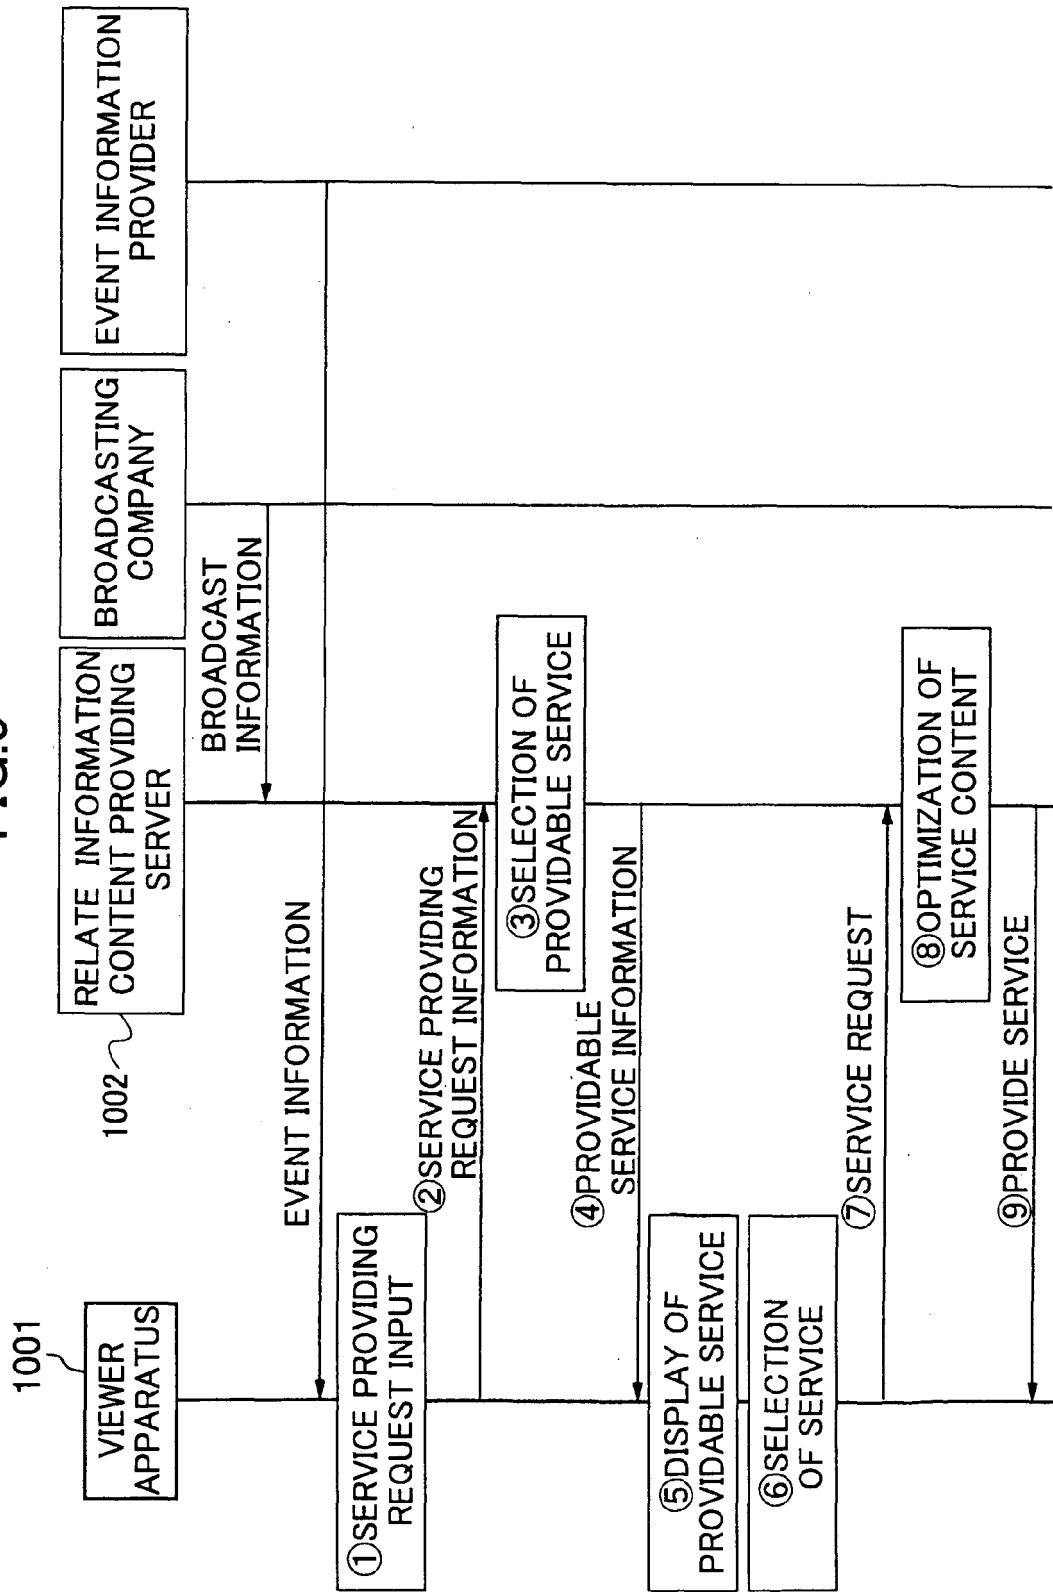 1001
VIEWER
APPARATUS
1002
RELATE INFORMATION
CONTENT PROVIDING
SERVER
BROADCASTING
COMPANY
EVENT INFORMATION
PROVIDER
BROADCAST
INFORMATION
EVENT INFORMATION
①SERVICE PROVIDING
REQUEST INPUT
②SERVICE PROVIDING
REQUEST INFORMATION
③SELECTION OF
PROVIDABLE SERVICE
④PROVIDABLE
SERVICE INFORMATION
⑤DISPLAY OF
PROVIDABLE SERVICE
⑥SELECTION
OF SERVICE
⑦SERVICE REQUEST
⑧OPTIMIZATION OF
SERVICE CONTENT
⑨PROVIDE SERVICE